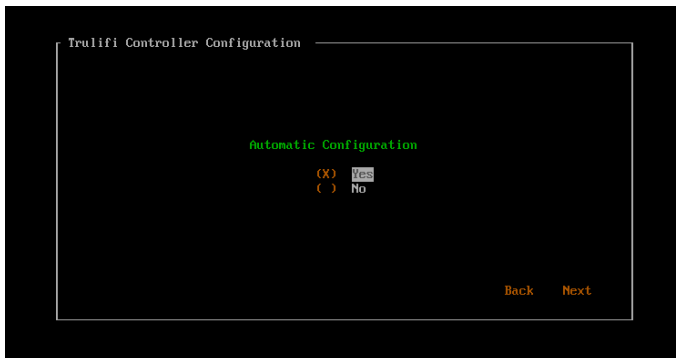 Trulifi Controller Configuration
Automatic Configuration
(X) Yes
( ) No
Back Next